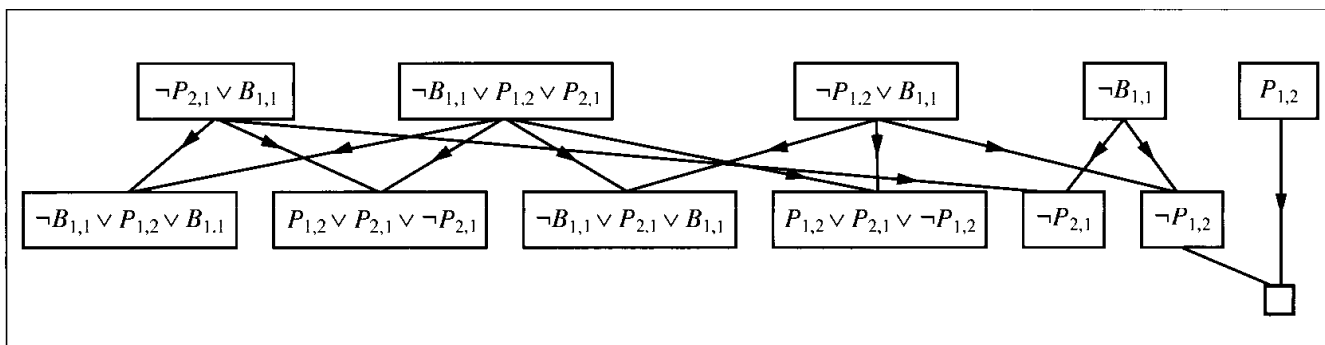 ¬P2,1 ∨ B1,1 ¬B1,1 ∨ P1,2 ∨ P2,1 ¬P1,2 ∨ B1,1 ¬B1,1 P1,2
¬B1,1 ∨ P1,2 ∨ B1.1 P1,2 ∨ P2,1 ∨ ¬P2,1 ¬B1,1 ∨ P2,1 ∨ B1,1 P1,2 ∨ P2,1 ∨ ¬P1,2 ¬P2,1 ¬P1,2